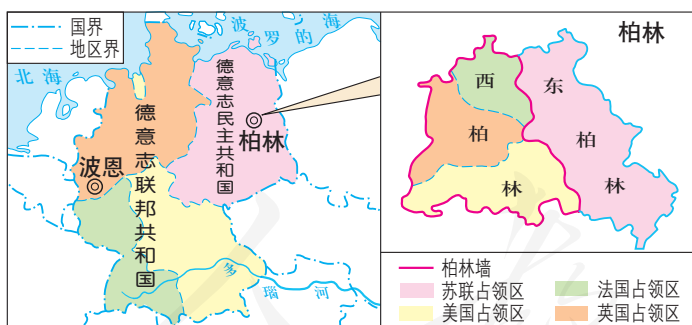 国界
地区界
北海
波罗的海
德意志民主共和国
柏林
德意志联邦共和国
波恩
多瑙河
柏林
西柏林
东柏林
柏林墙
苏联占领区
法国占领区
美国占领区
英国占领区